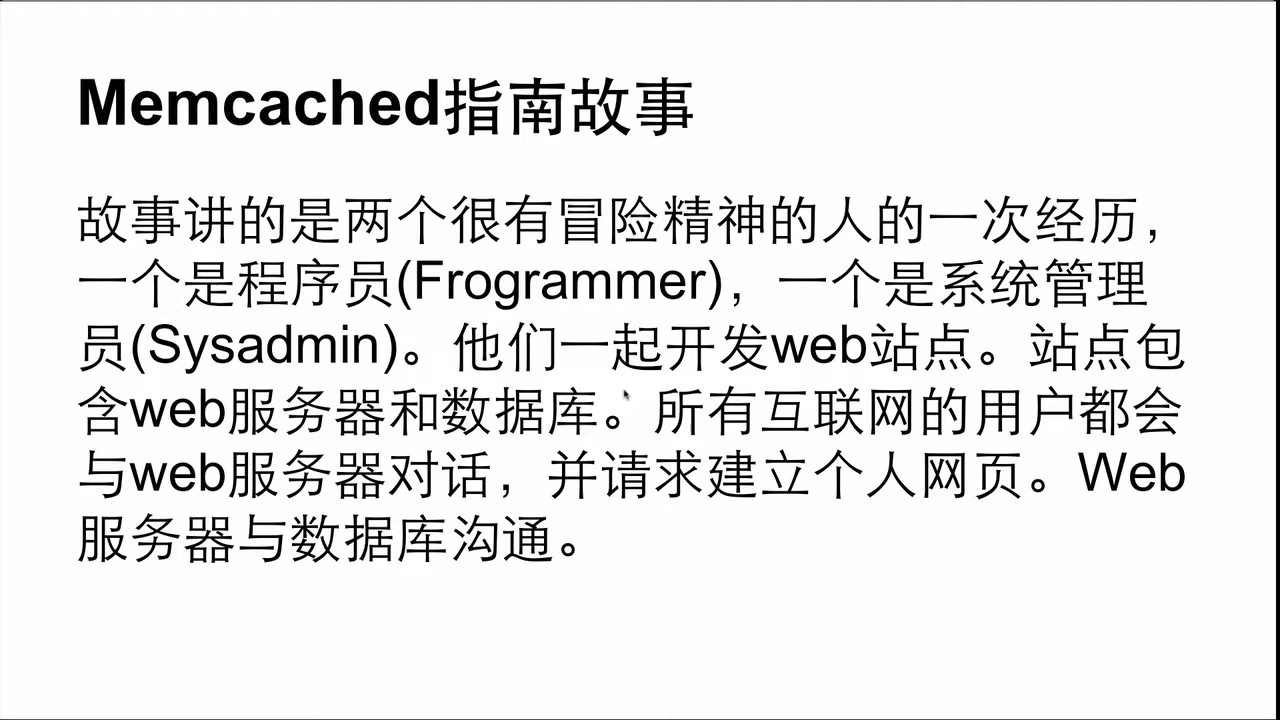 Memcached指南故事
故事讲的是两个很有冒险精神的人的一次经历，
一个是程序员(Frogrammer)，一个是系统管理
员(Sysadmin)。他们一起开发web站点。站点包
含web服务器和数据库。所有互联网的用户都会
与web服务器对话，并请求建立个人网页。Web
服务器与数据库沟通。